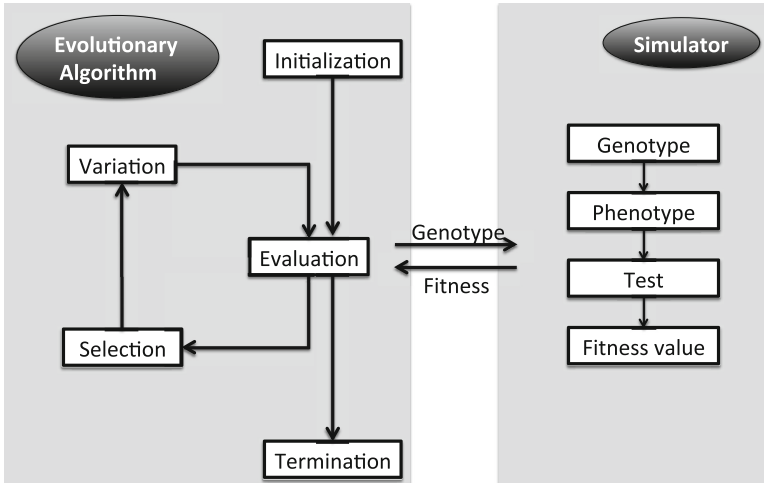 Evolutionary
Algorithm
Initialization
Variation
Evaluation
Selection
Termination
Genotype
Fitness
Simulator
Genotype
Phenotype
Test
Fitness value